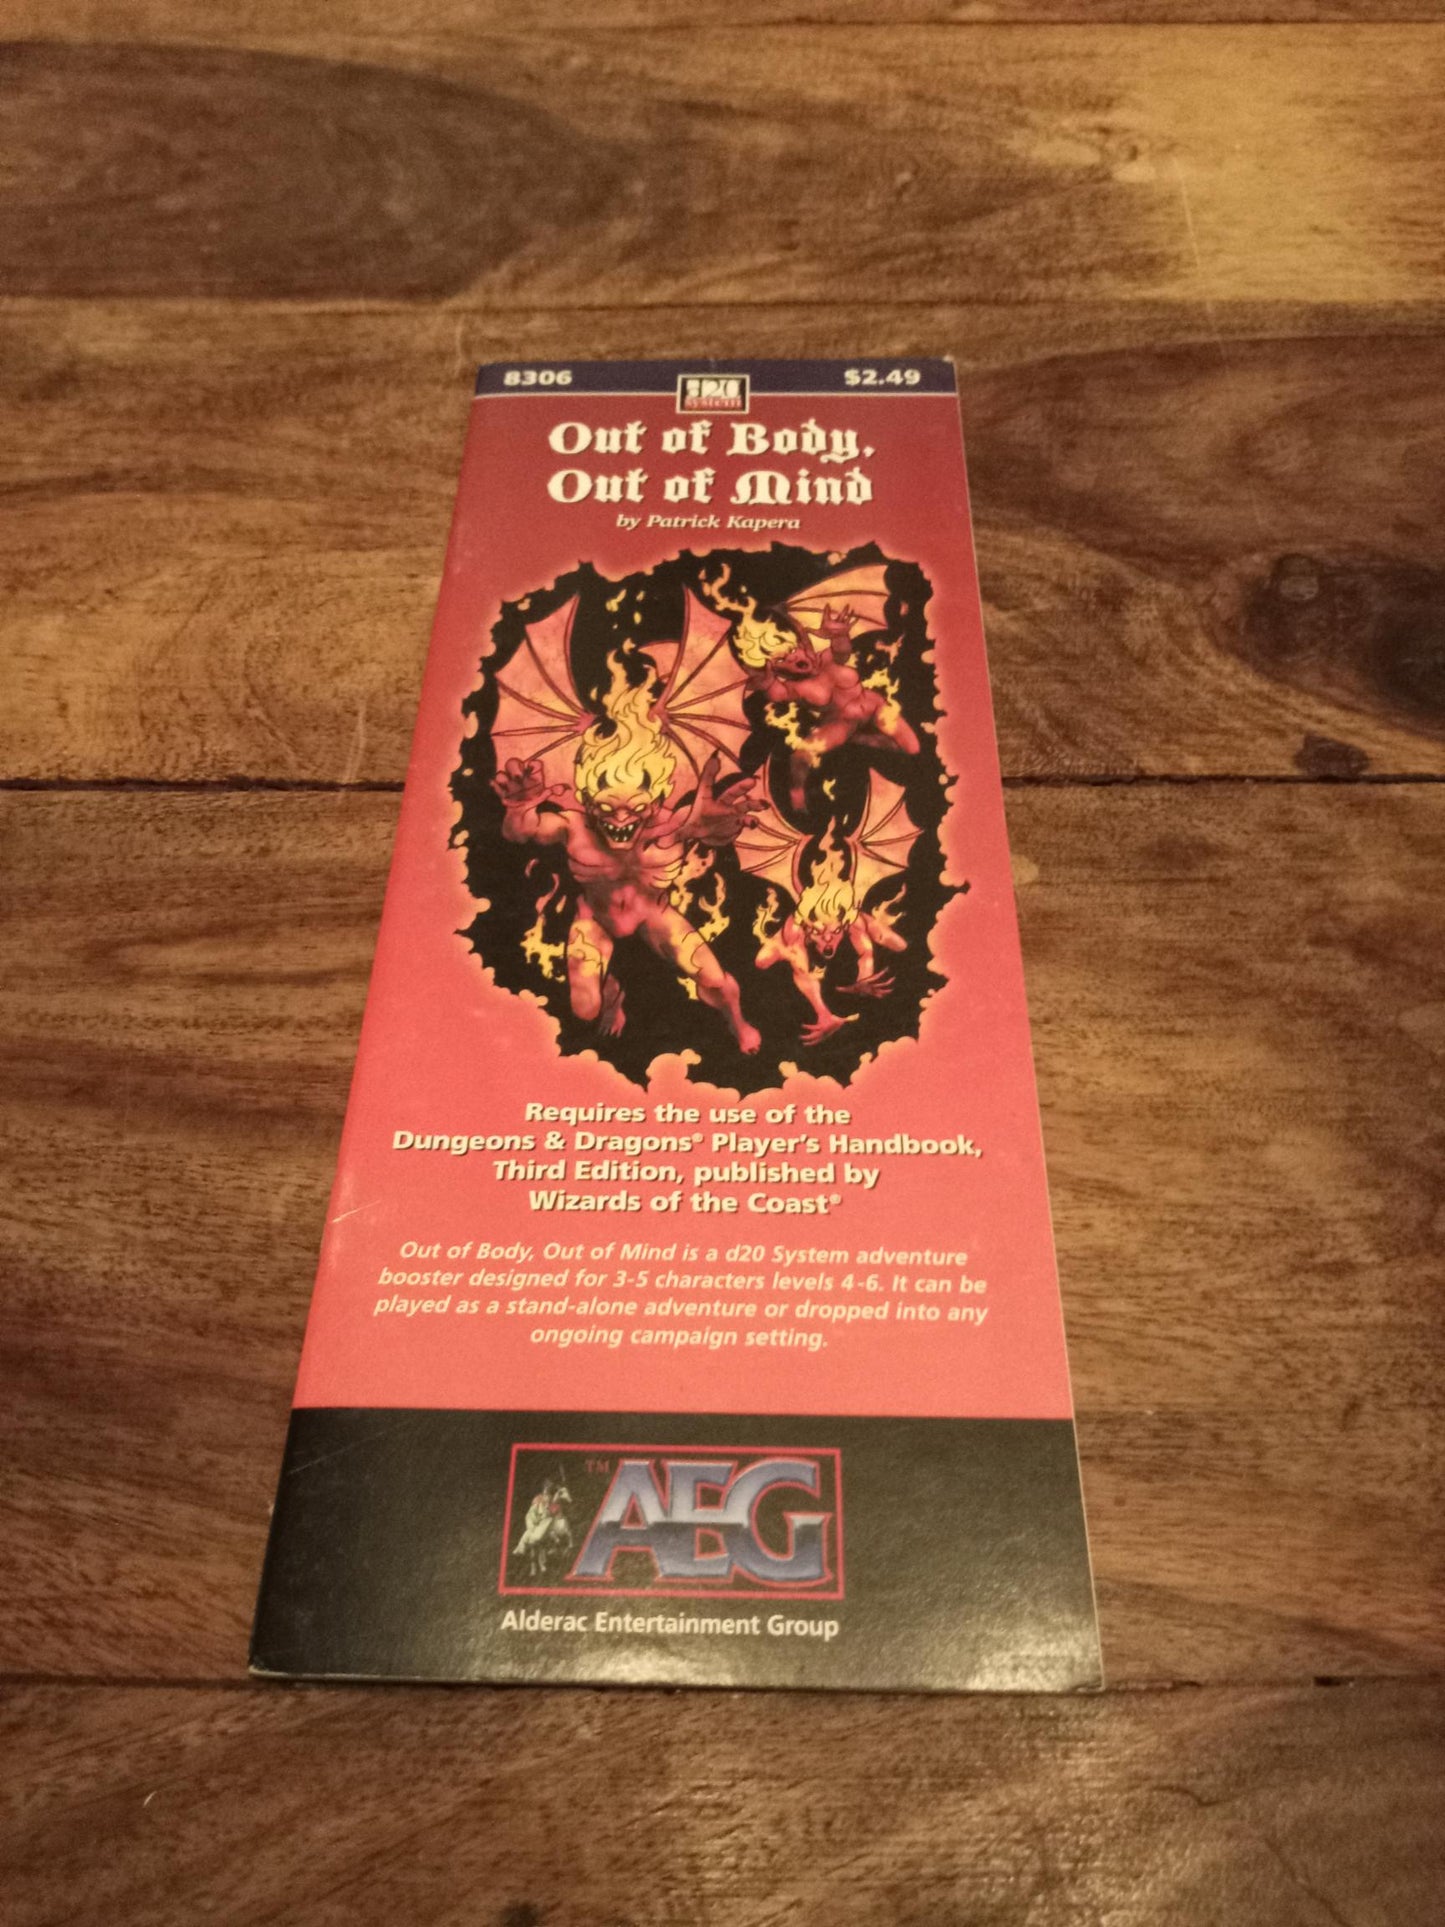 8306
$2.49
d20
system
Out of Body,
Out of Mind
by Patrick Kapera
Requires the use of the
Dungeons & Dragons® Player's Handbook,
Third Edition, published by
Wizards of the Coast®
Out of Body, Out of Mind is a d20 System adventure
booster designed for 3-5 characters levels 4-6. It can be
played as a stand-alone adventure or dropped into any
ongoing campaign setting.
™ AEG
Alderac Entertainment Group